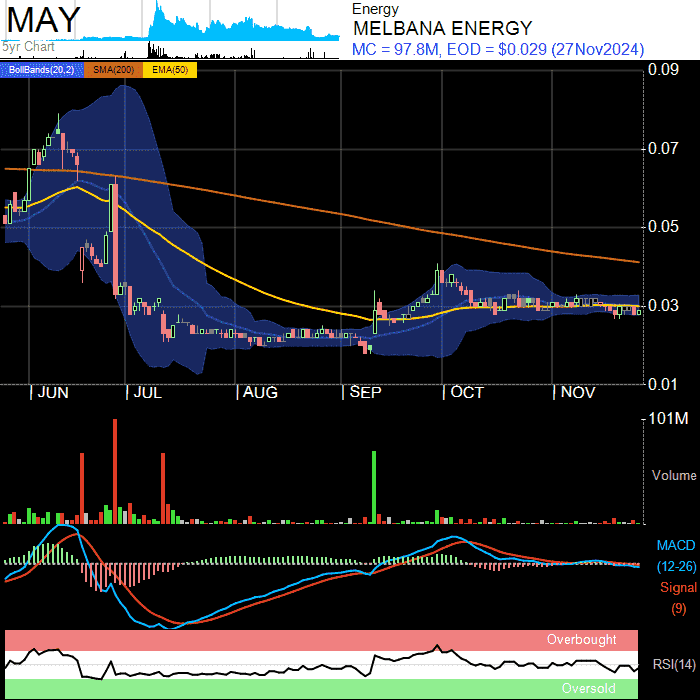 MAY
5yr Chart
Energy
MELBANA ENERGY
MC = 97.8M, EOD = $0.029 (27Nov2024)
BollBands(20,2) SMA(200) EMA(50)
0.09
0.07
0.05
0.03
0.01
JUN JUL AUG SEP OCT NOV
101M
Volume
MACD
(12-26)
Signal
(9)
Overbought
RSI(14)
Oversold